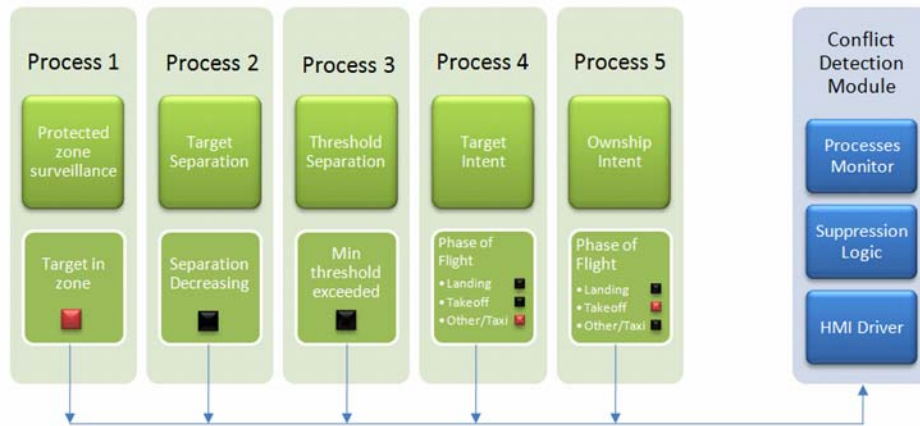 Process 1
Protected
zone
surveillance
Target in
zone
Process 2
Target
Separation
Separation
Decreasing
Process 3
Threshold
Separation
Min
threshold
exceeded
Process 4
Target
Intent
Phase of
Flight
• Landing
• Takeoff
• Other/Taxi
Process 5
Ownship
Intent
Phase of
Flight
• Landing
• Takeoff
• Other/Taxi
Conflict
Detection
Module
Processes
Monitor
Suppression
Logic
HMI Driver